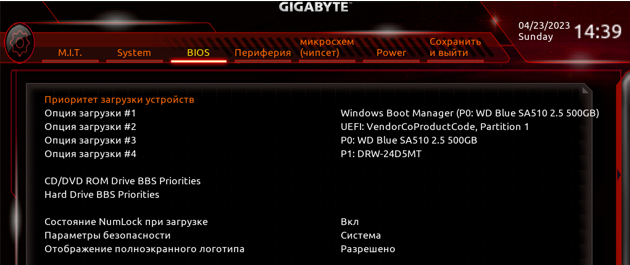 GIGABYTE™
04/23/2023
Sunday
14:39
M.I.T.
System
BIOS
Периферия
микросхем
(чипсет)
Power
Сохранить
и выйти
Приоритет загрузки устройств
Опция загрузки #1 Windows Boot Manager (P0: WD Blue SA510 2.5 500GB)
Опция загрузки #2 UEFI: VendorCoProductCode, Partition 1
Опция загрузки #3 P0: WD Blue SA510 2.5 500GB
Опция загрузки #4 P1: DRW-24D5MT
CD/DVD ROM Drive BBS Priorities
Hard Drive BBS Priorities
Состояние NumLock при загрузке Вкл
Параметры безопасности Система
Отображение полноэкранного логотипа Разрешено